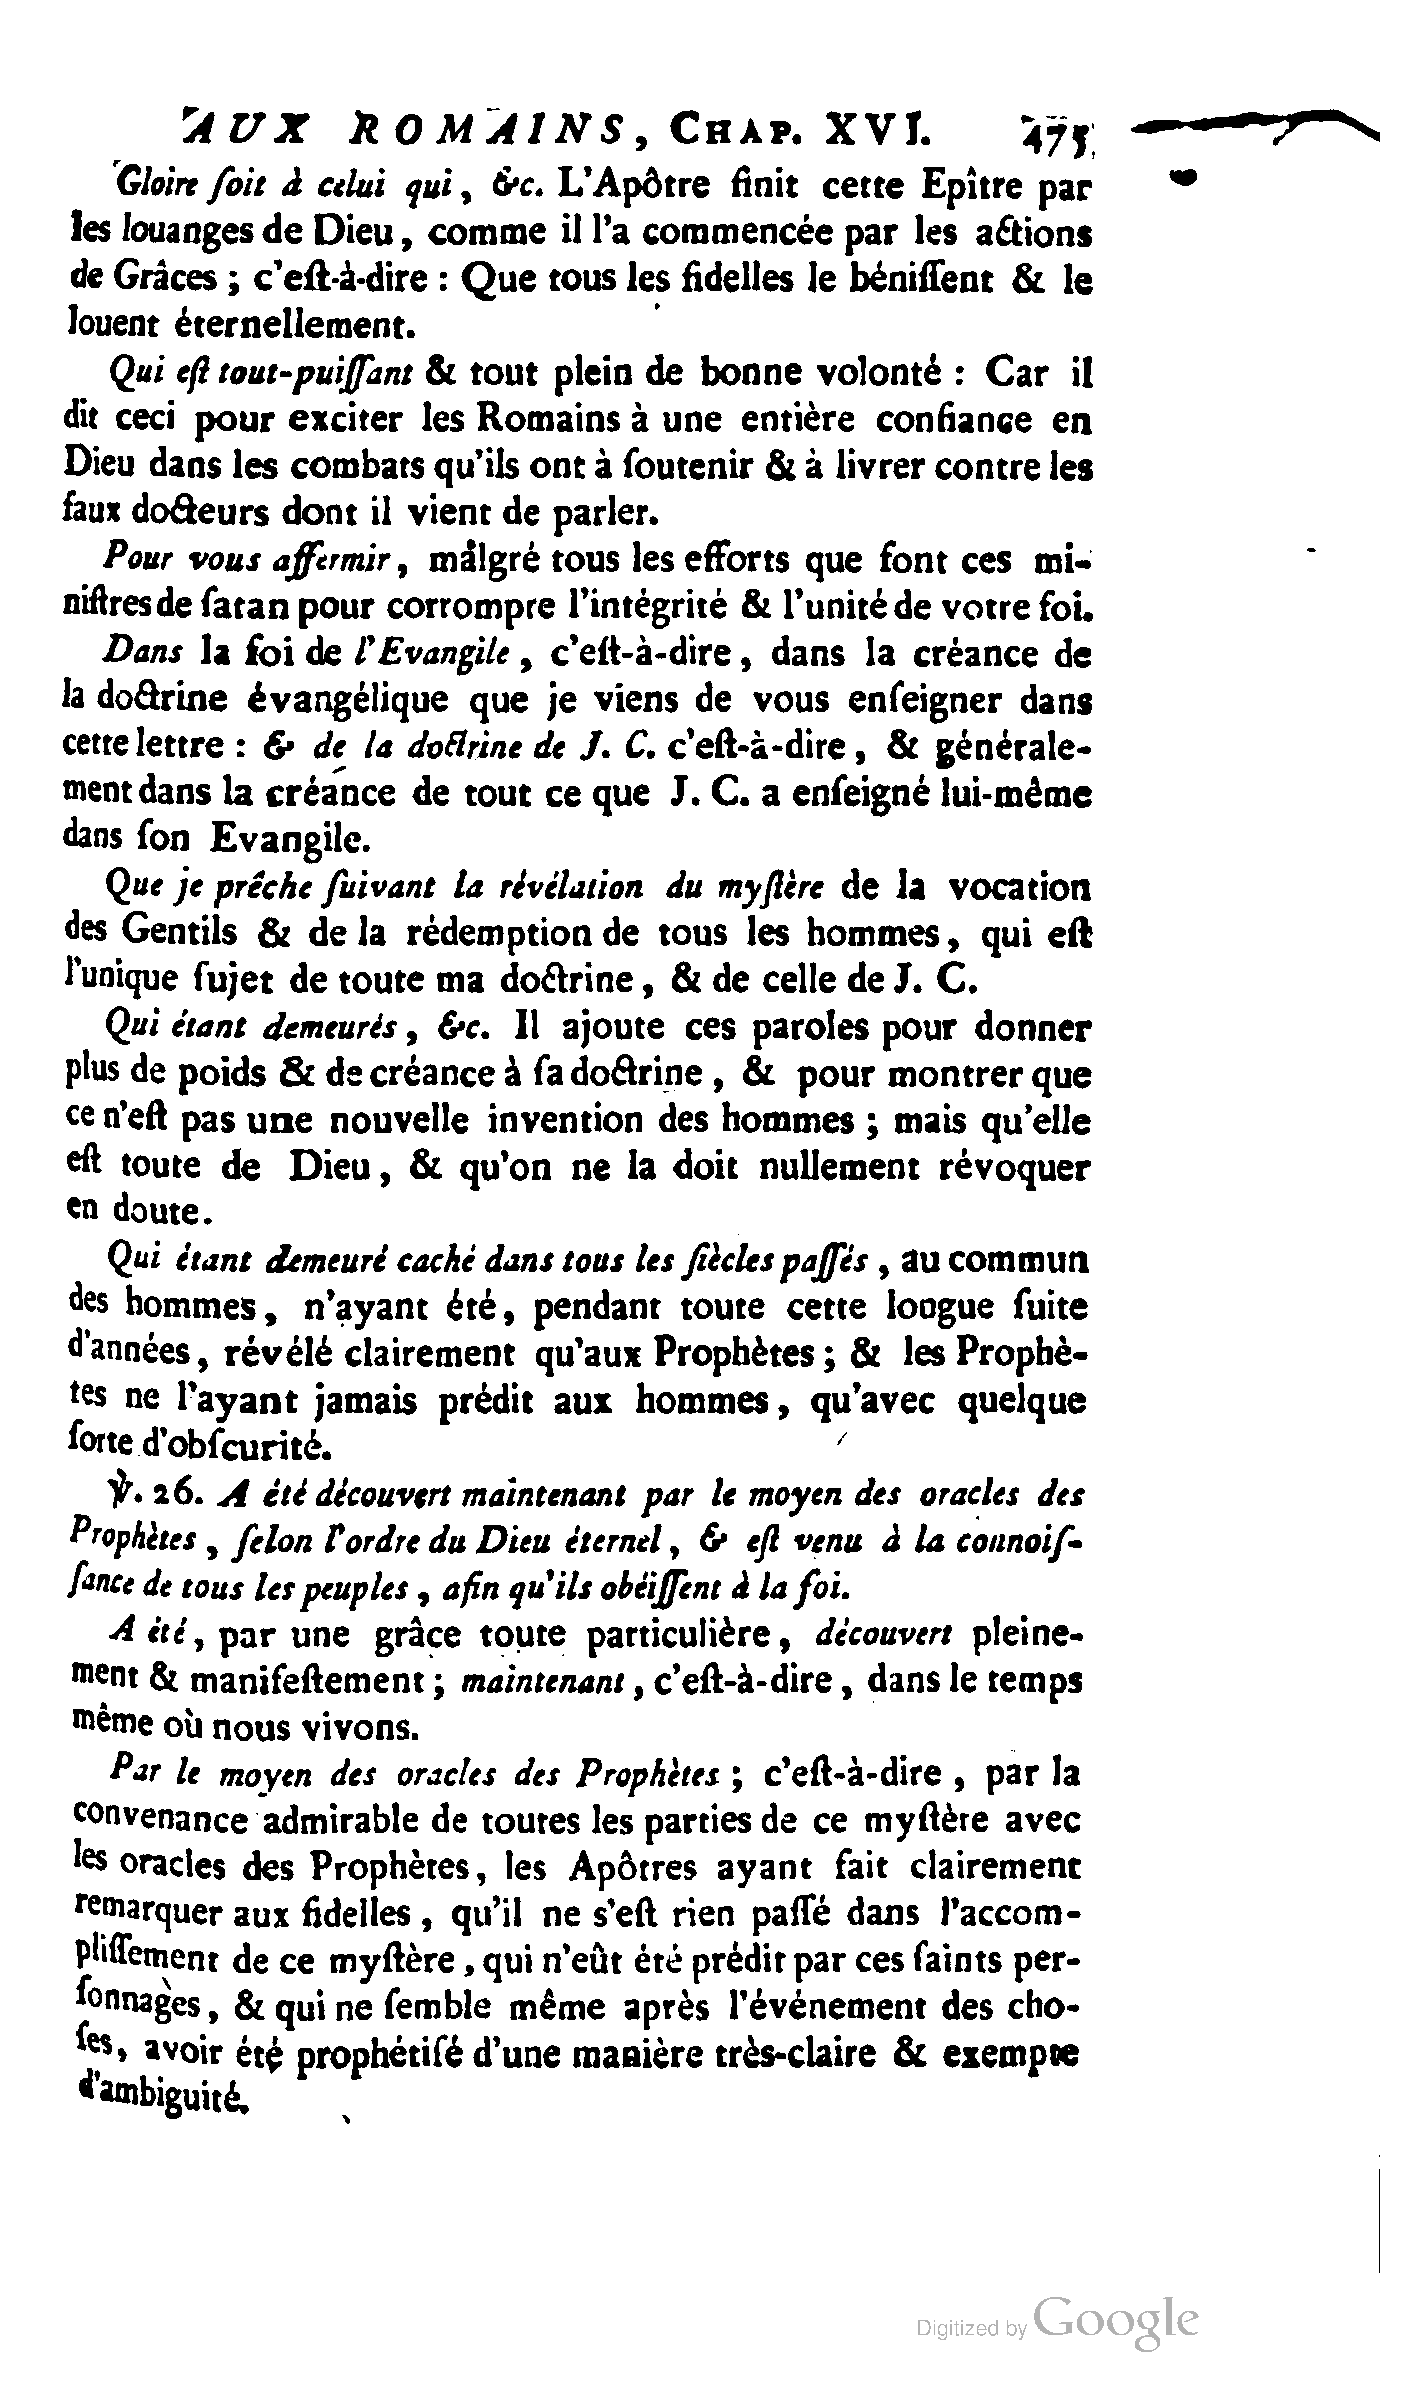 AUX ROMAINS, CHAP. XVI. 475
Gloire ſoit à celui qui, &c. L'Apôtre finit cette Epître par
les louanges de Dieu, comme il l'a commencée par les actions
de Grâces ; c'eſt-à-dire : Que tous les fidelles le béniſſent & le
louent éternellement.
Qui eſt tout-puiſſant & tout plein de bonne volonté : Car il
dit ceci pour exciter les Romains à une entière confiance en
Dieu dans les combats qu'ils ont à ſoutenir & à livrer contre les
faux docteurs dont il vient de parler.
Pour vous affermir, malgré tous les efforts que font ces mi-
niſtres de ſatan pour corrompre l'intégrité & l'unité de votre foi.
Dans la foi de l'Evangile, c'eſt-à-dire, dans la créance de
la doctrine évangélique que je viens de vous enſeigner dans
cette lettre : & de la doctrine de J. C. c'eſt-à-dire, & générale-
ment dans la créance de tout ce que J. C. a enſeigné lui-même
dans ſon Evangile.
Que je prêche ſuivant la révélation du myſtère de la vocation
des Gentils & de la rédemption de tous les hommes, qui eſt
l'unique ſujet de toute ma doctrine, & de celle de J. C.
Qui étant demeurés, &c. Il ajoute ces paroles pour donner
plus de poids & de créance à ſa doctrine, & pour montrer que
ce n'eſt pas une nouvelle invention des hommes ; mais qu'elle
eſt toute de Dieu, & qu'on ne la doit nullement révoquer
en doute.
Qui étant demeuré caché dans tous les ſiècles paſſés, au commun
des hommes, n'ayant été, pendant toute cette longue ſuite
d'années, révélé clairement qu'aux Prophètes ; & les Prophè-
tes ne l'ayant jamais prédit aux hommes, qu'avec quelque
ſorte d'obſcurité.
℣. 26. A été découvert maintenant par le moyen des oracles des
Prophètes, ſelon l'ordre du Dieu éternel, & eſt venu à la connoiſ-
ſance de tous les peuples, afin qu'ils obéiſſent à la foi.
A été, par une grâce toute particulière, découvert pleine-
ment & manifeſtement ; maintenant, c'eſt-à-dire, dans le temps
même où nous vivons.
Par le moyen des oracles des Prophètes ; c'eſt-à-dire, par la
convenance admirable de toutes les parties de ce myſtère avec
les oracles des Prophètes, les Apôtres ayant fait clairement
remarquer aux fidelles, qu'il ne s'eſt rien paſſé dans l'accom-
pliſſement de ce myſtère, qui n'eût été prédit par ces ſaints per-
ſonnages, & qui ne ſemble même après l'événement des cho-
ſes, avoir été prophétiſé d'une manière très-claire & exempte
d'ambiguité.
Digitized by Google